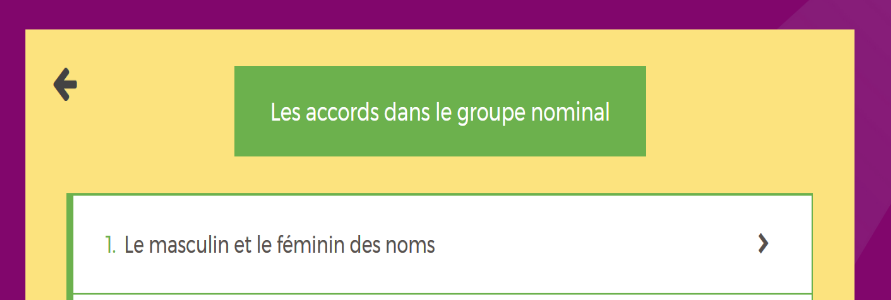 Les accords dans le groupe nominal
1. Le masculin et le féminin des noms